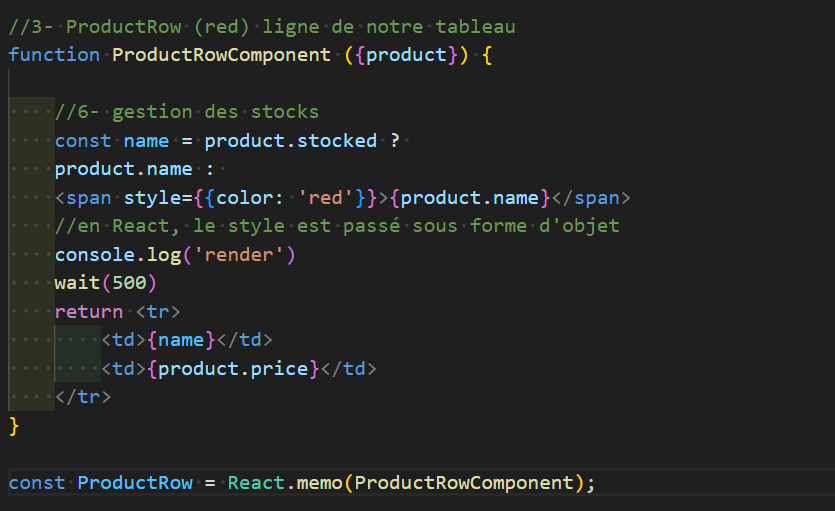 //3- ProductRow (red) ligne de notre tableau
function ProductRowComponent ({product}) {
//6- gestion des stocks
const name = product.stocked ?
product.name :
<span style={{color: 'red'}}>{product.name}</span>
//en React, le style est passé sous forme d'objet
console.log('render')
wait(500)
return <tr>
<td>{name}</td>
<td>{product.price}</td>
</tr>
}
const ProductRow = React.memo(ProductRowComponent);